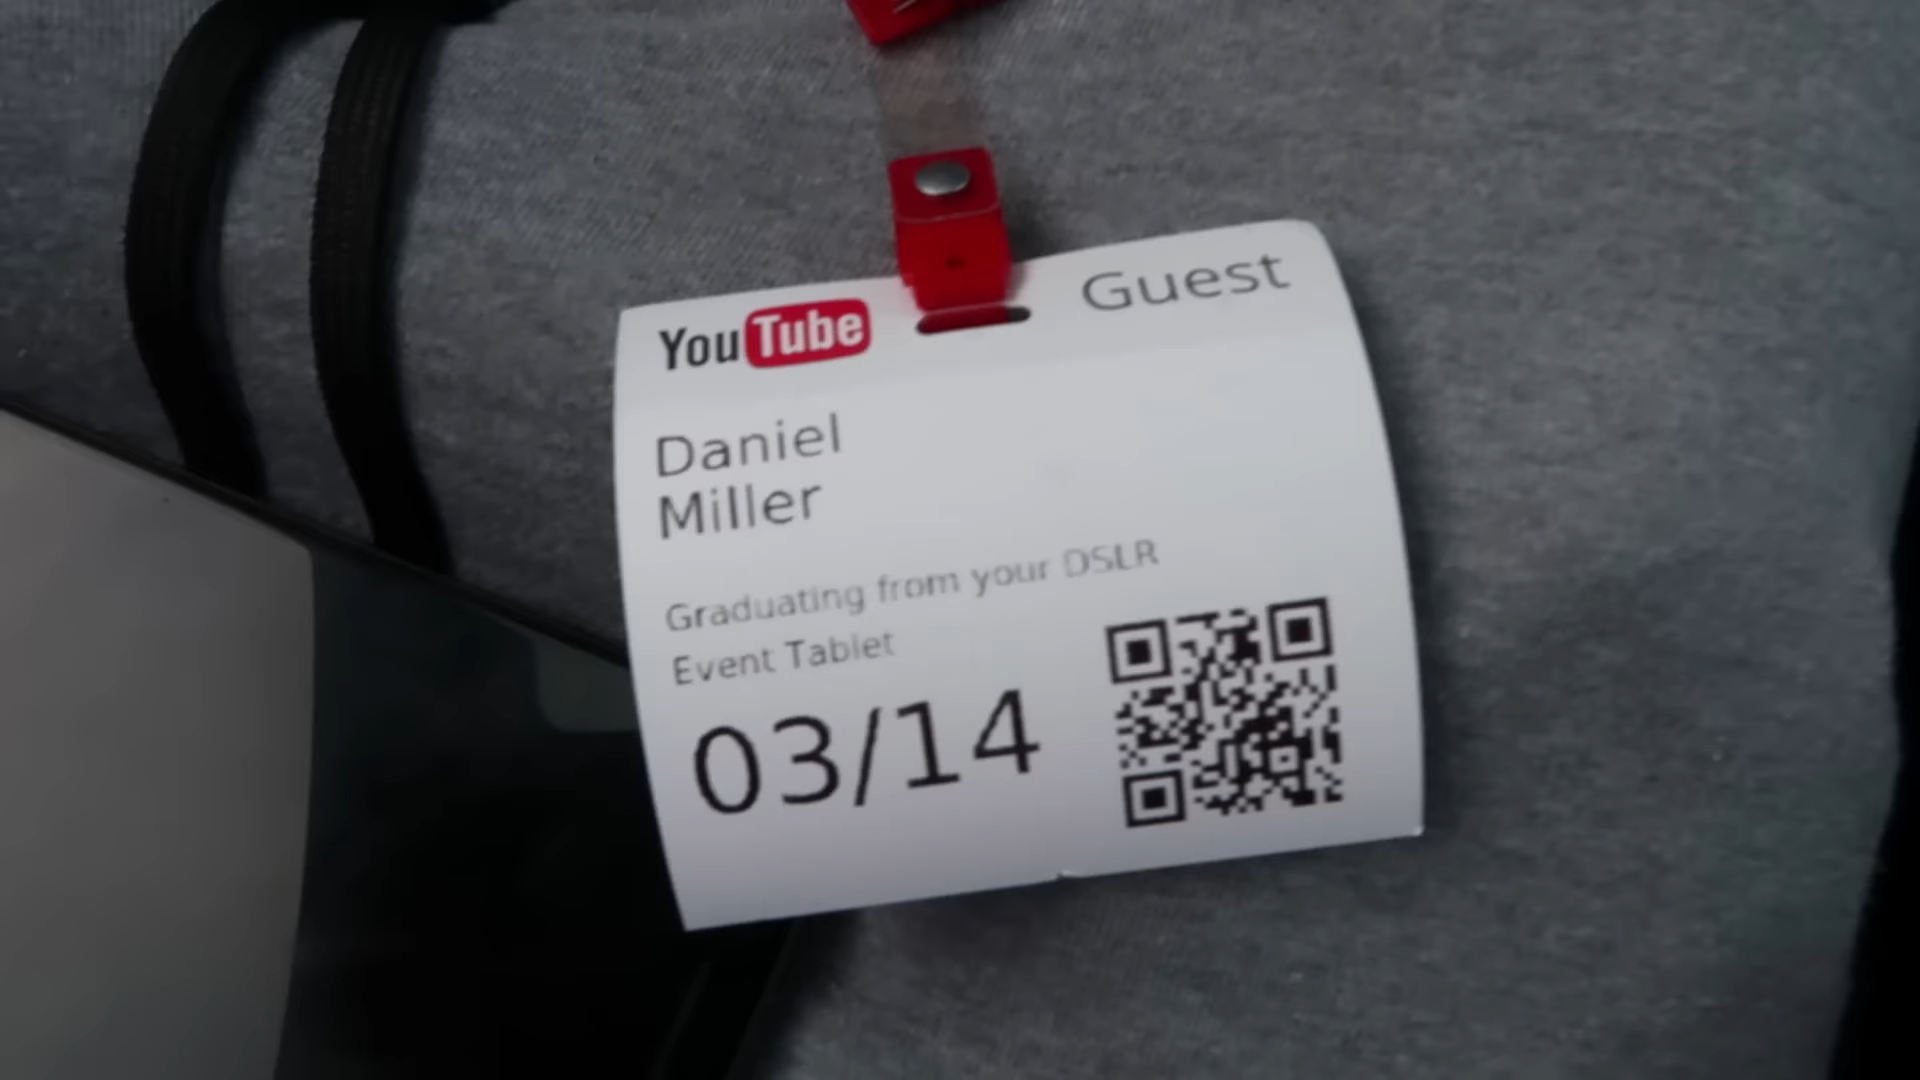 YouTube
Guest
Daniel
Miller
Graduating from your DSLR
Event Tablet
03/14